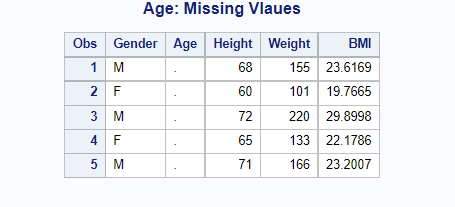 Age: Missing Vlaues
Obs Gender Age Height Weight BMI
1 M . 68 155 23.6169
2 F . 60 101 19.7665
3 M . 72 220 29.8998
4 F . 65 133 22.1786
5 M . 71 166 23.2007